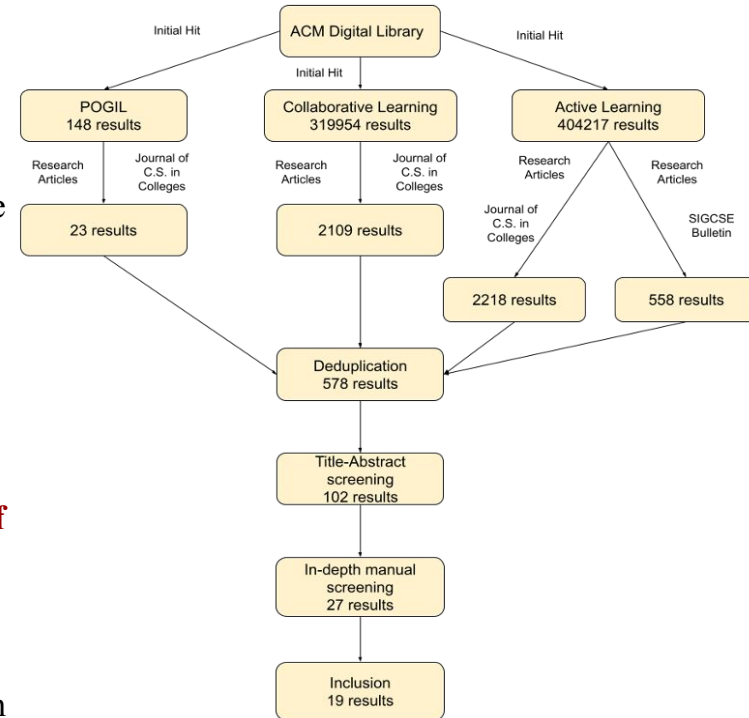 ACM Digital Library
Initial Hit
Initial Hit
Initial Hit
POGIL
148 results
Collaborative Learning
319954 results
Active Learning
404217 results
Research
Articles
Journal of
C.S. in
Colleges
Research
Articles
Journal of
C.S. in
Colleges
Research
Articles
Research
Articles
Journal of
C.S. in
Colleges
SIGCSE
Bulletin
e
23 results
2109 results
2218 results
558 results
Deduplication
578 results
Title-Abstract
screening
102 results
f
In-depth manual
screening
27 results
Inclusion
19 results
n